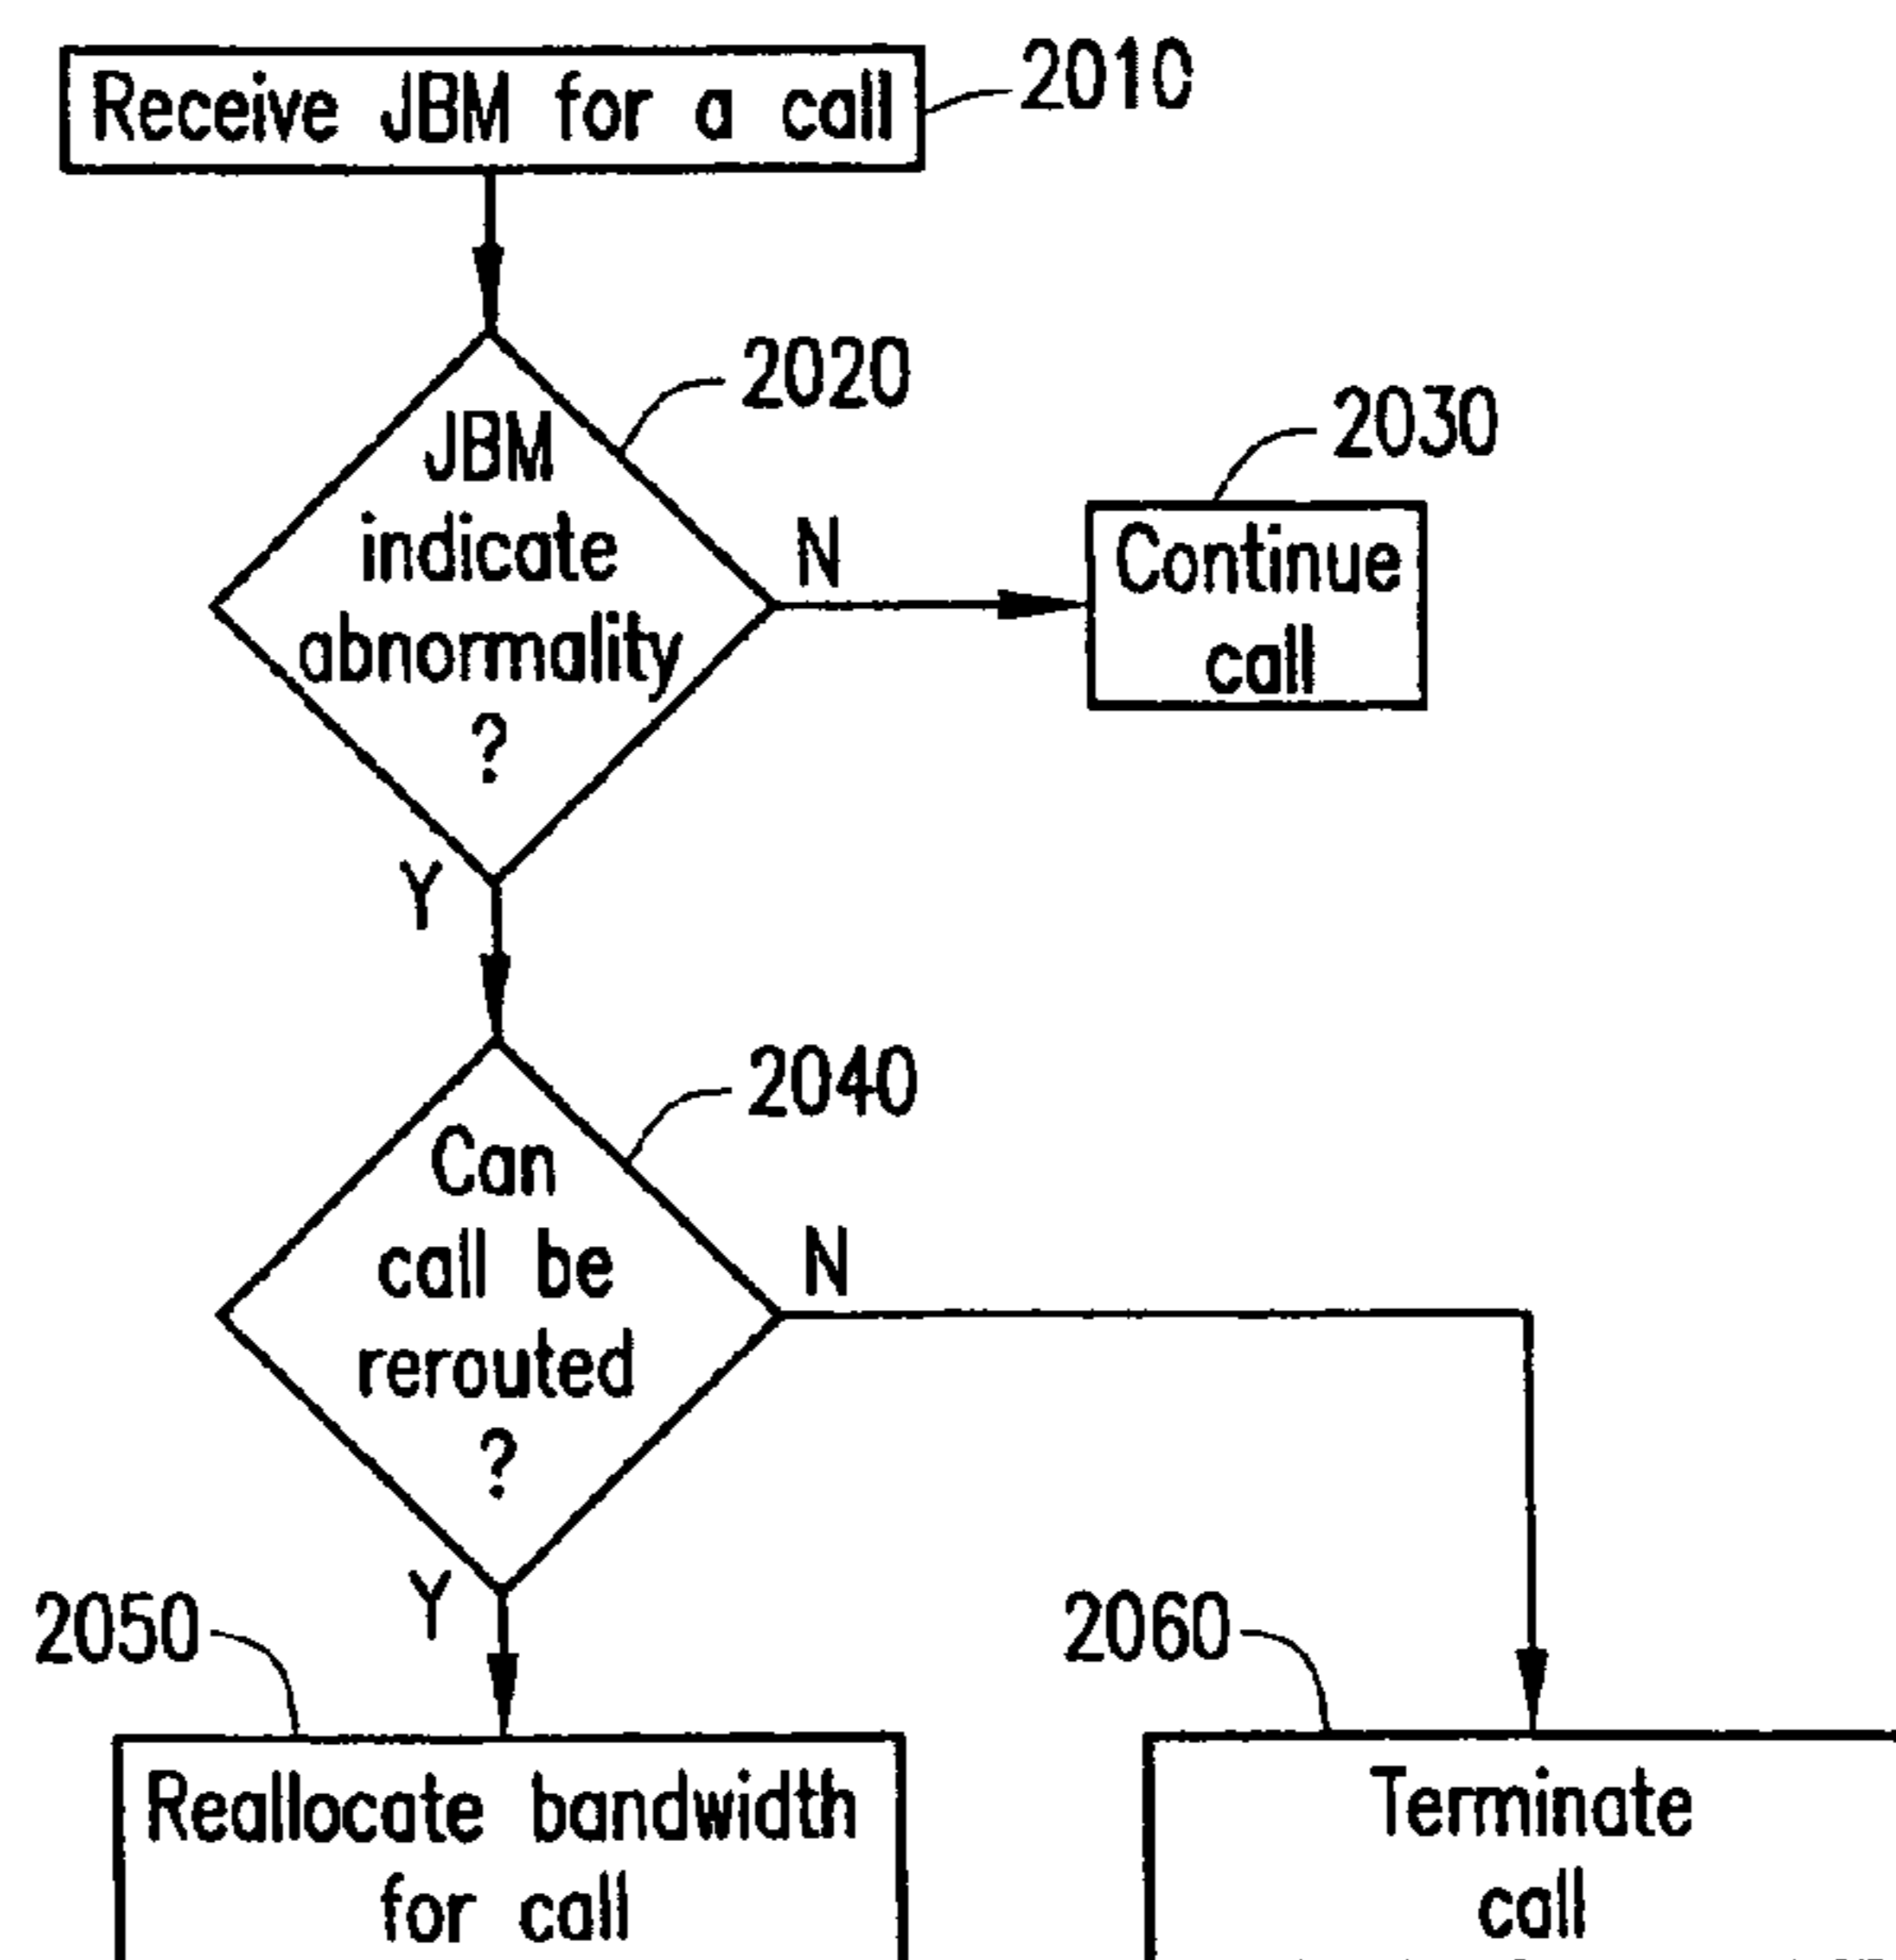 Receive JBM for a call
2010
2020
JBM
indicate
abnormality
?
N
2030
Continue
call
Y
2040
Can
call be
rerouted
?
N
Y
2050
Reallocate bandwidth
for call
2060
Terminate
call